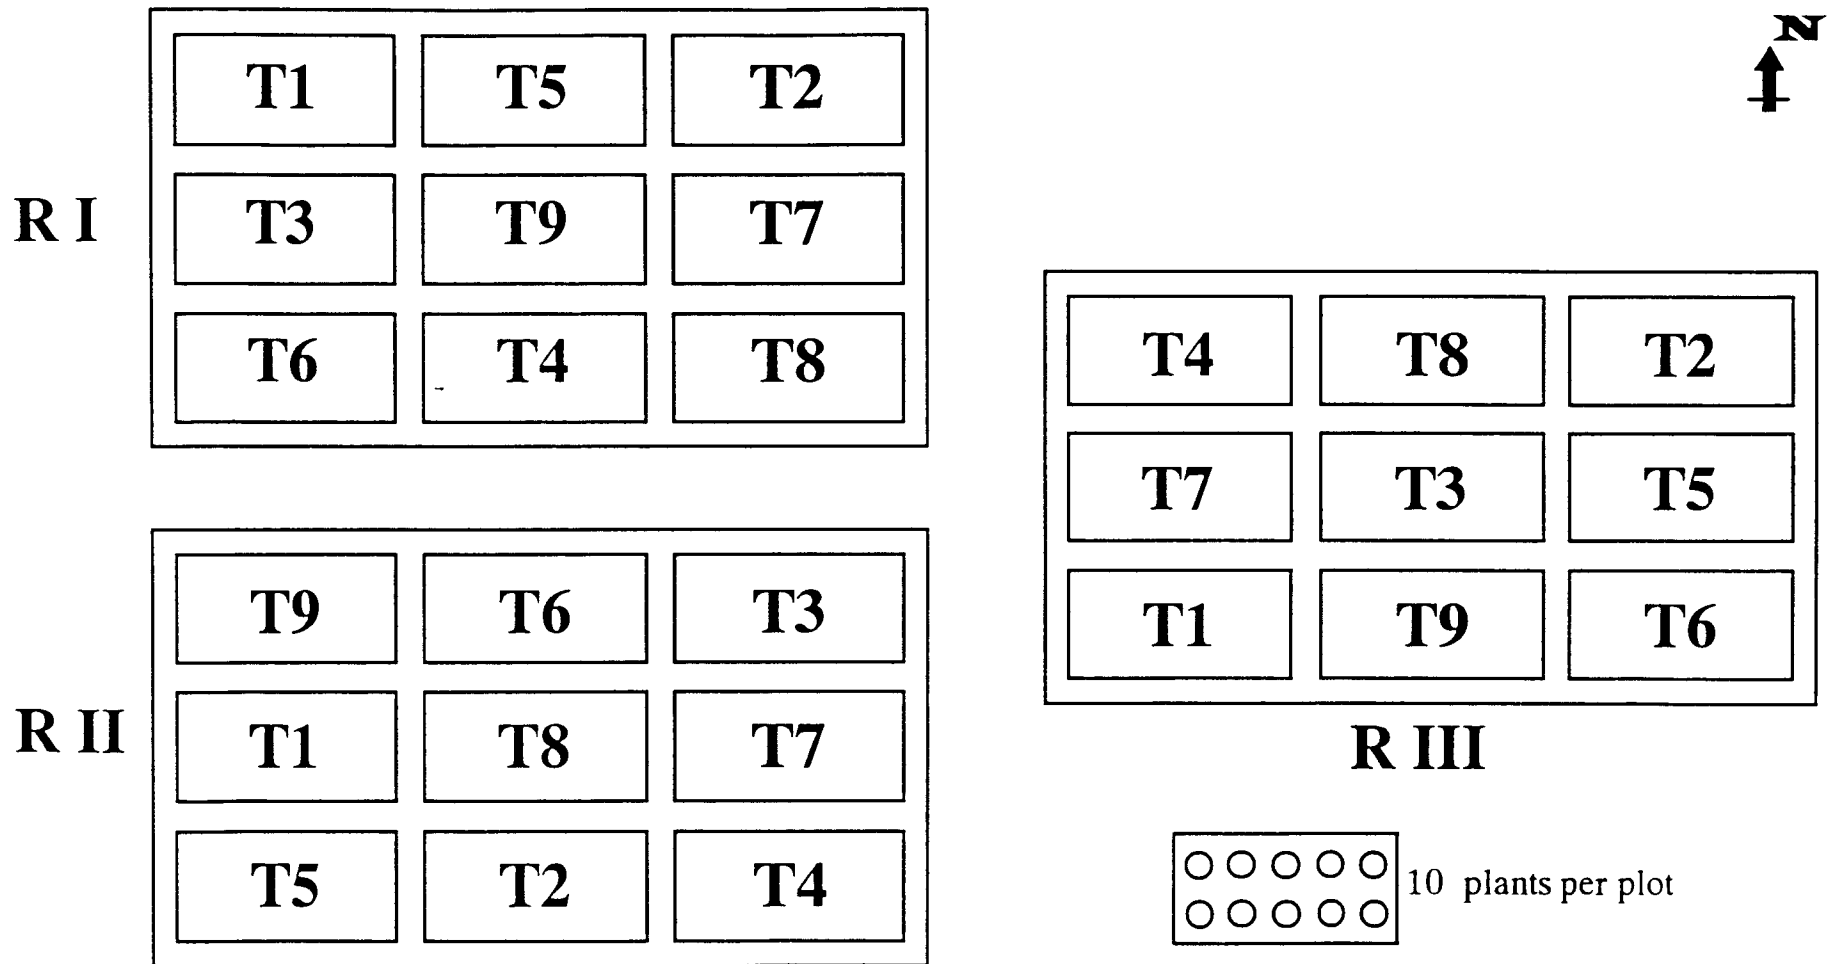 N
T1 T5 T2
R I
T3 T9 T7
T6 T4 T8
R II
T9 T6 T3
T1 T8 T7
T5 T2 T4
T4 T8 T2
T7 T3 T5
T1 T9 T6
R III
10 plants per plot